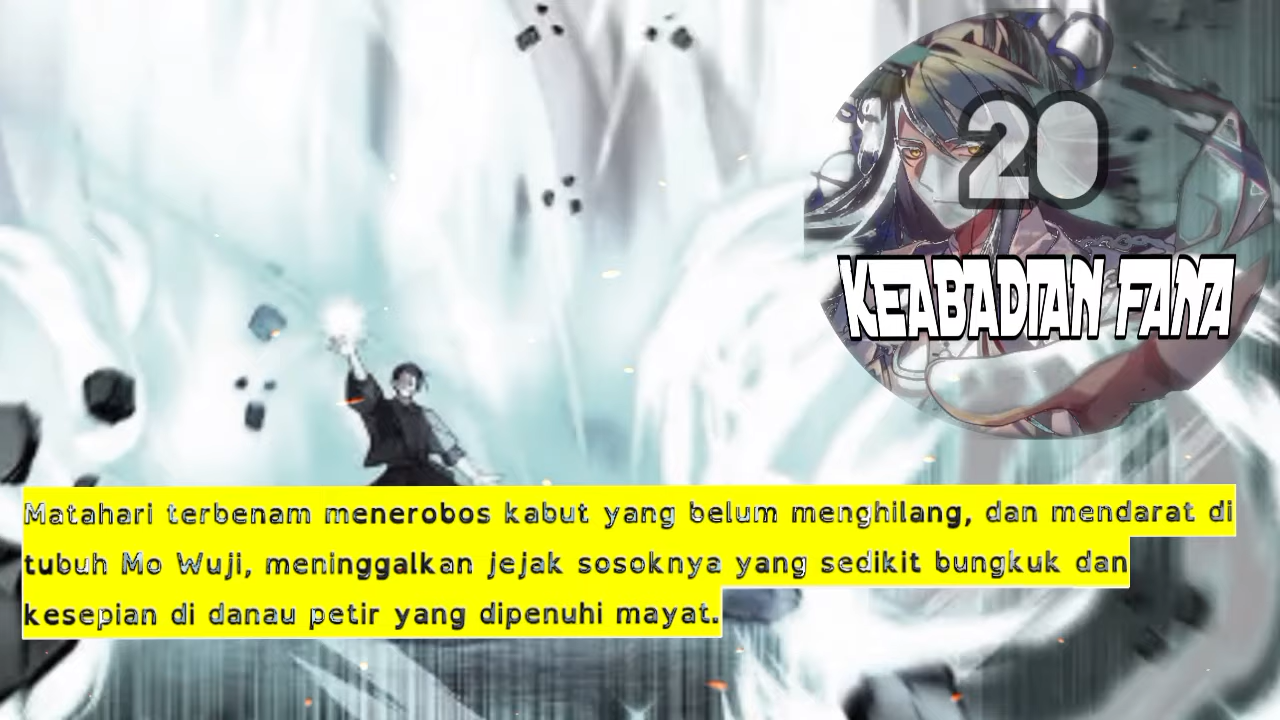 20
KEABADIAN FANA
Matahari terbenam menerobos kabut yang belum menghilang, dan mendarat di
tubuh Mo Wuji, meninggalkan jejak sosoknya yang sedikit bungkuk dan
kesepian di danau petir yang dipenuhi mayat.